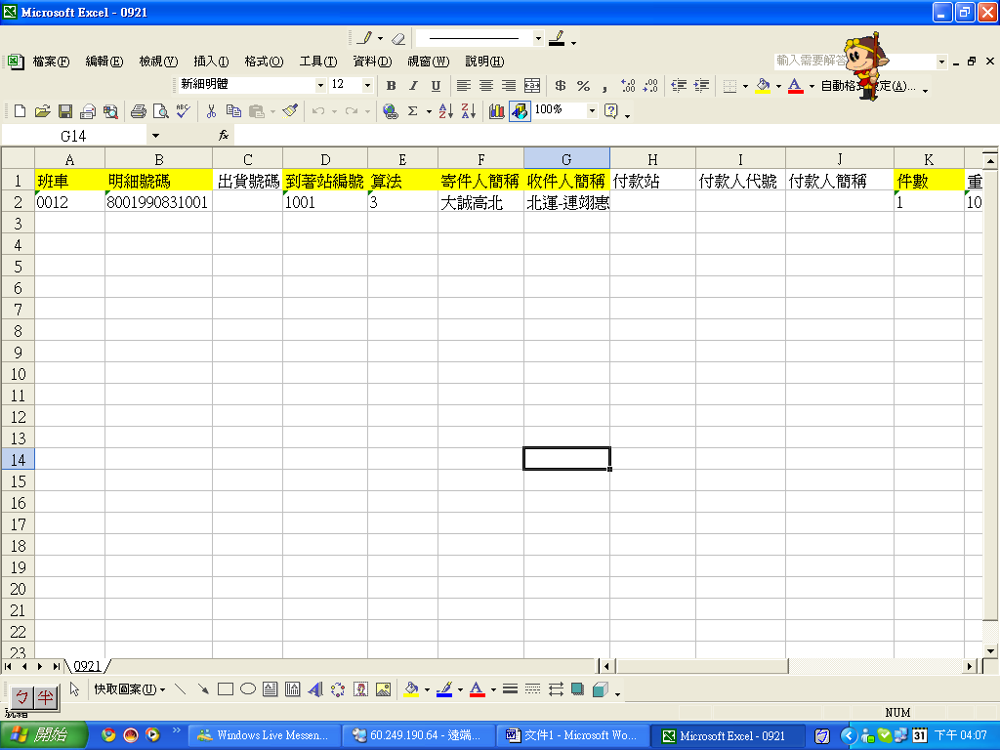 Microsoft Excel - 0921
檔案(F) 編輯(E) 檢視(V) 插入(I) 格式(O) 工具(T) 資料(D) 視窗(W) 說明(H) 輸入需要解答
新細明體 12 B I U $ % , 自動格式設定(A)...
100%
G14 fx
A B C D E F G H I J K
1 班車 明細號碼 出貨號碼 到著站編號 算法 寄件人簡稱 收件人簡稱 付款站 付款人代號 付款人簡稱 件數 重
2 0012 8001990831001 1001 3 大誠高北 北運-連翊惠 1 10
3
4
5
6
7
8
9
10
11
12
13
14
15
16
17
18
19
20
21
22
23
0921
快取圖案(U)
ㄅ 半
就緒 NUM
開始 Windows Live Messen... 60.249.190.64 - 遠端... 文件1 - Microsoft Wo... Microsoft Excel - 0921 31 下午 04:07